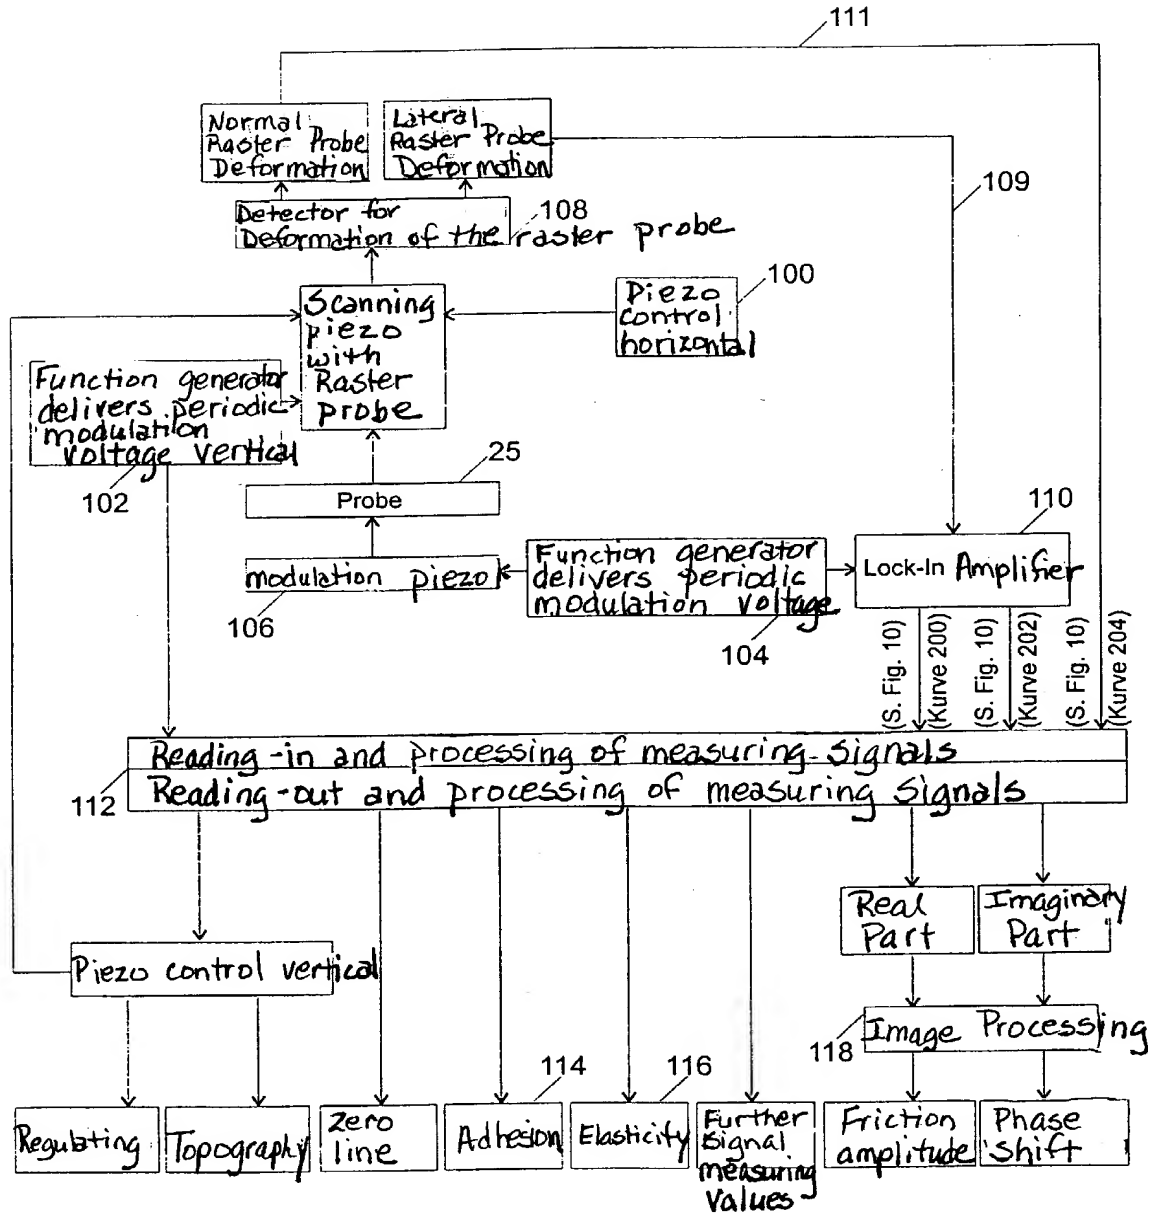 111
Normal
Raster Probe
Deformation
Lateral
Raster Probe
Deformation
109
Detector for
Deformation of the raster probe
108
100
Scanning
piezo
with
Raster
probe
Piezo
control
horizontal
Function generator
delivers periodic
modulation
voltage vertical
102
25
Probe
110
modulation piezo
106
Function generator
delivers periodic
modulation voltage
104
Lock-In Amplifier
(S. Fig. 10)
(Kurve 200)
(S. Fig. 10)
(Kurve 202)
(S. Fig. 10)
(Kurve 204)
Reading-in and processing of measuring signals
112
Reading-out and processing of measuring signals
Real
Part
Imaginary
Part
Piezo control vertical
Image Processing
118
114
116
Regulating
Topography
Zero
line
Adhesion
Elasticity
Further
Signal
measuring
values
Friction
amplitude
Phase
Shift